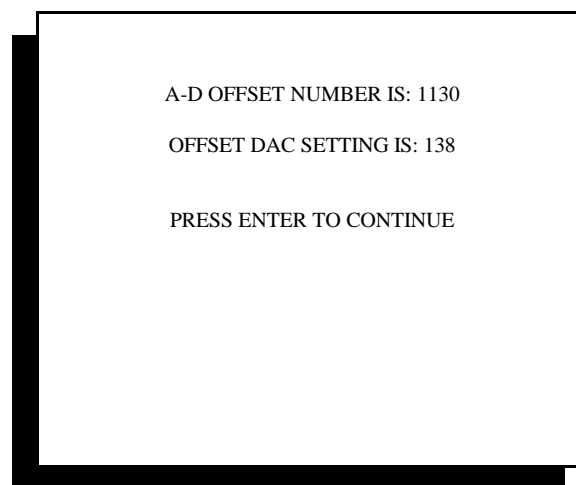 A-D OFFSET NUMBER IS: 1130
OFFSET DAC SETTING IS: 138
PRESS ENTER TO CONTINUE